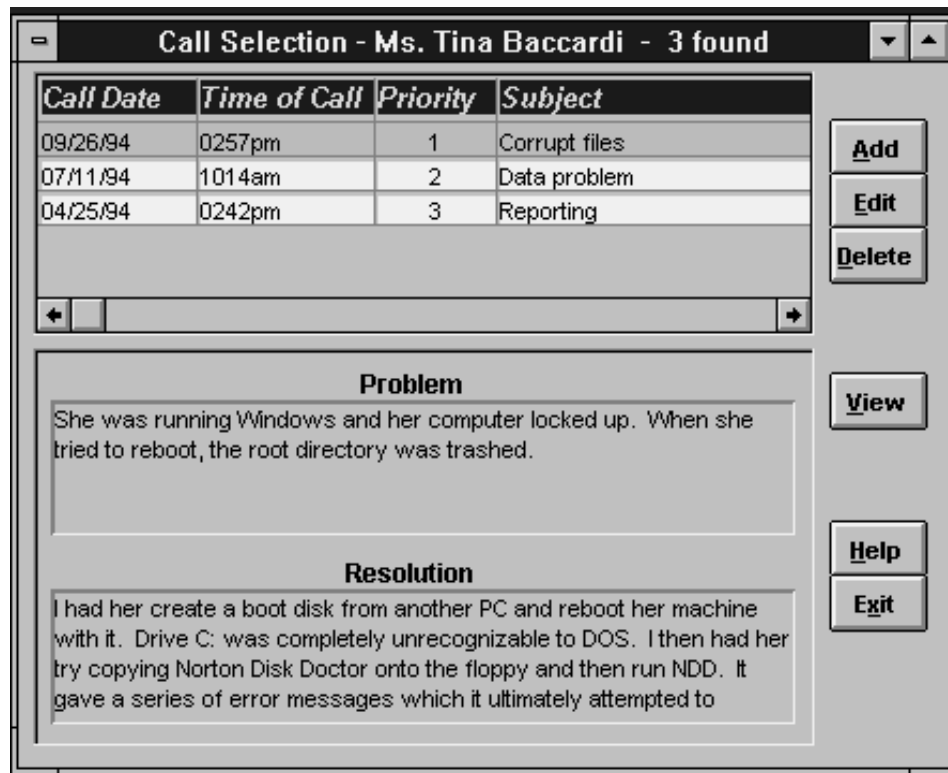 Call Selection - Ms. Tina Baccardi - 3 found
Call Date Time of Call Priority Subject
09/26/94 0257pm 1 Corrupt files
07/11/94 1014am 2 Data problem
04/25/94 0242pm 3 Reporting
Add
Edit
Delete
Problem
She was running Windows and her computer locked up. When she
tried to reboot, the root directory was trashed.
View
Resolution
I had her create a boot disk from another PC and reboot her machine
with it. Drive C: was completely unrecognizable to DOS. I then had her
try copying Norton Disk Doctor onto the floppy and then run NDD. It
gave a series of error messages which it ultimately attempted to
Help
Exit